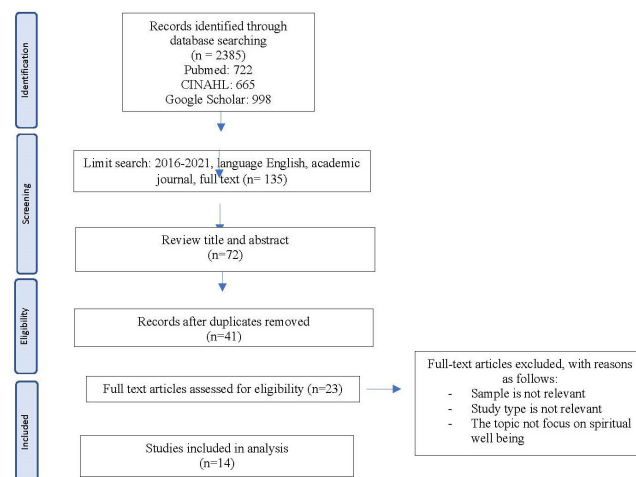 Identification
Records identified through
database searching
(n = 2385)
Pubmed: 722
CINAHL: 665
Google Scholar: 998
Screening
Limit search: 2016-2021, language English, academic
journal, full text (n= 135)
Review title and abstract
(n=72)
Eligibility
Records after duplicates removed
(n=41)
Full text articles assessed for eligibility (n=23)
Full-text articles excluded, with reasons
as follows:
- Sample is not relevant
- Study type is not relevant
- The topic not focus on spiritual
well being
Included
Studies included in analysis
(n=14)